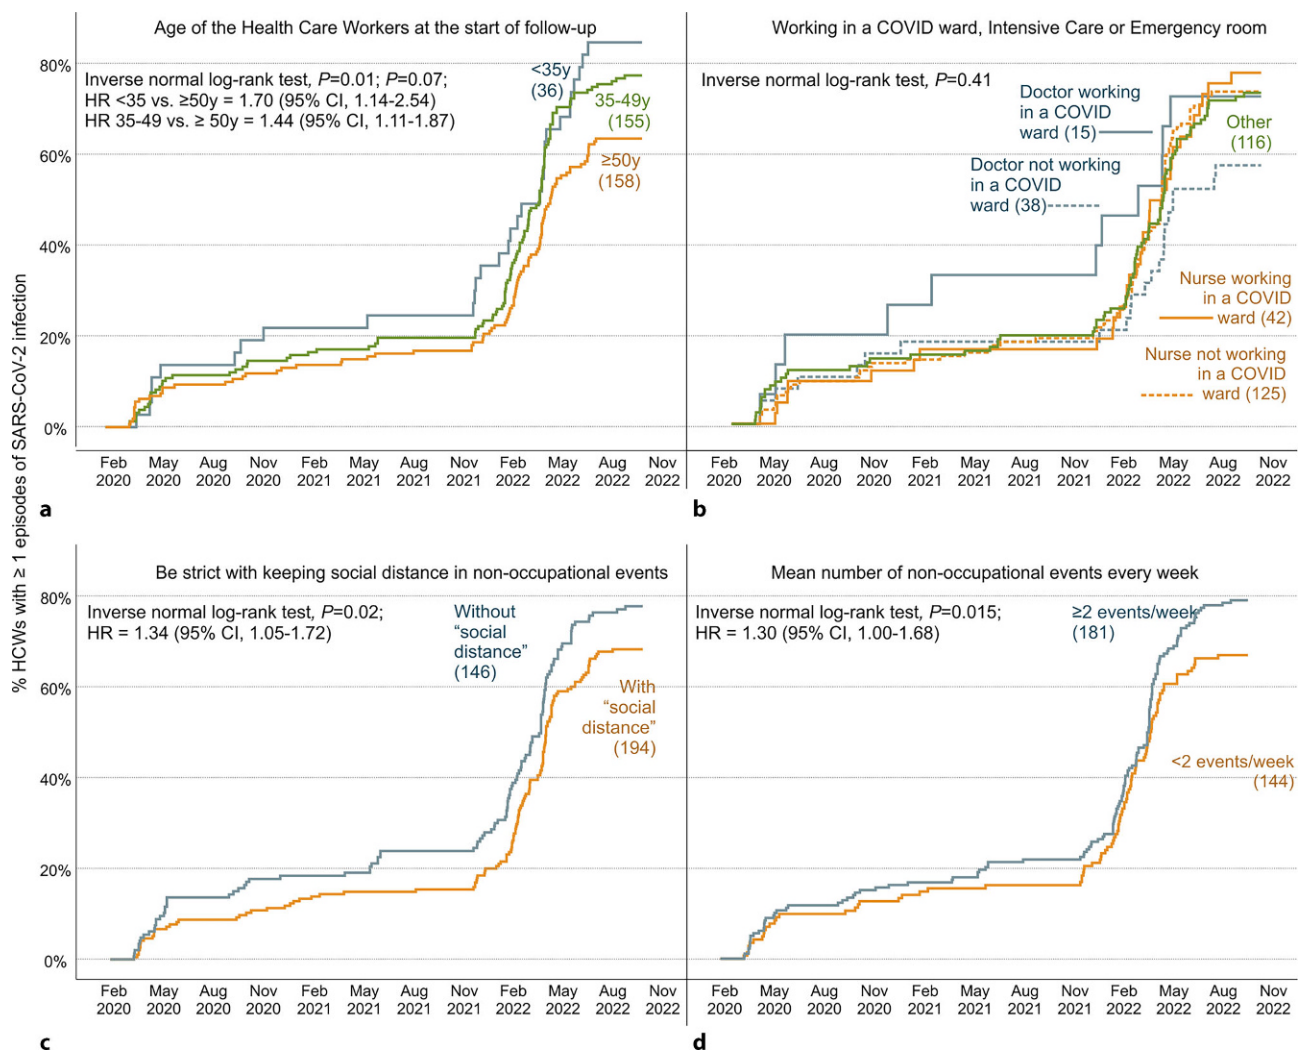 % HCWs with ≥ 1 episodes of SARS-CoV-2 infection
Age of the Health Care Workers at the start of follow-up
Inverse normal log-rank test, P=0.01; P=0.07;
HR <35 vs. ≥50y = 1.70 (95% CI, 1.14-2.54)
HR 35-49 vs. ≥ 50y = 1.44 (95% CI, 1.11-1.87)
<35y
(36)
35-49y
(155)
≥50y
(158)
80%
60%
40%
20%
0%
Feb May Aug Nov Feb May Aug Nov Feb May Aug Nov
2020 2020 2020 2020 2021 2021 2021 2021 2022 2022 2022 2022
a
Working in a COVID ward, Intensive Care or Emergency room
Inverse normal log-rank test, P=0.41
Doctor working
in a COVID
ward (15)
Other
(116)
Doctor not working
in a COVID
ward (38)
Nurse working
in a COVID
ward (42)
Nurse not working
in a COVID
ward (125)
Feb May Aug Nov Feb May Aug Nov Feb May Aug Nov
2020 2020 2020 2020 2021 2021 2021 2021 2022 2022 2022 2022
b
Be strict with keeping social distance in non-occupational events
Inverse normal log-rank test, P=0.02;
HR = 1.34 (95% CI, 1.05-1.72)
Without
“social
distance”
(146)
With
“social
distance”
(194)
80%
60%
40%
20%
0%
Feb May Aug Nov Feb May Aug Nov Feb May Aug Nov
2020 2020 2020 2020 2021 2021 2021 2021 2022 2022 2022 2022
c
Mean number of non-occupational events every week
Inverse normal log-rank test, P=0.015;
HR = 1.30 (95% CI, 1.00-1.68)
≥2 events/week
(181)
<2 events/week
(144)
Feb May Aug Nov Feb May Aug Nov Feb May Aug Nov
2020 2020 2020 2020 2021 2021 2021 2021 2022 2022 2022 2022
d